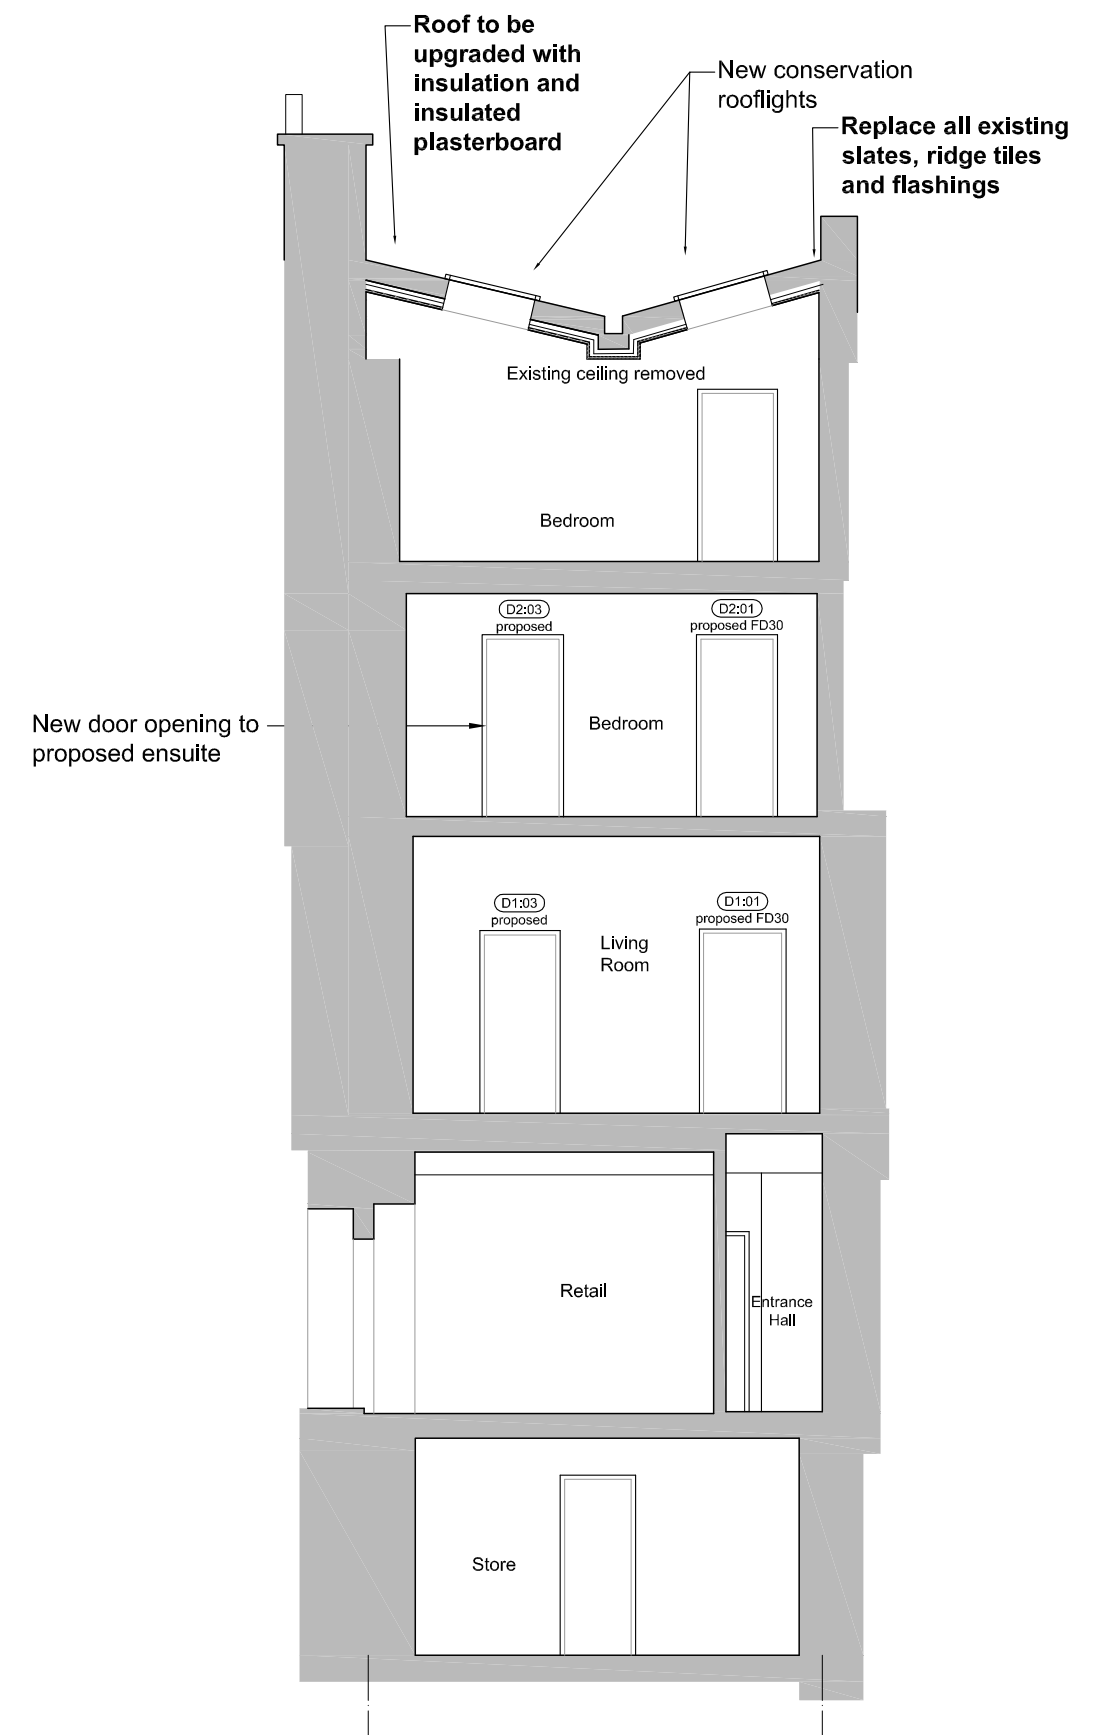 Roof to be
upgraded with
insulation and
insulated
plasterboard
New conservation
rooflights
Replace all existing
slates, ridge tiles
and flashings
Existing ceiling removed
Bedroom
D2:03
proposed
D2:01
proposed FD30
New door opening to
proposed ensuite
Bedroom
D1:03
proposed
D1:01
proposed FD30
Living
Room
Retail
Entrance
Hall
Store